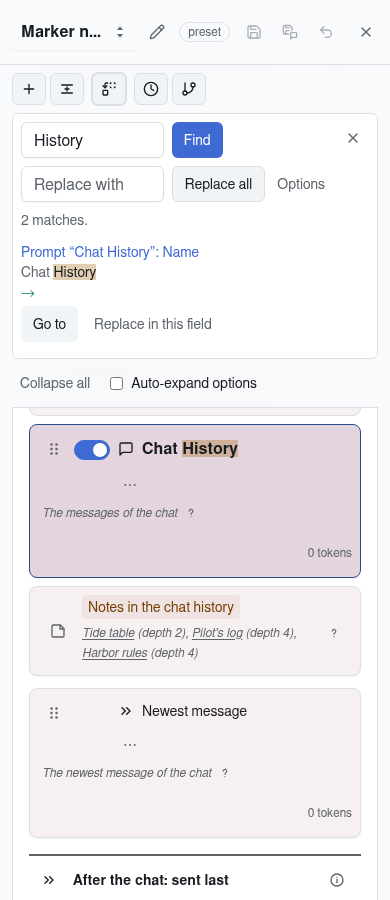 Marker n...
preset
History
Find
Replace with
Replace all
Options
2 matches.
Prompt “Chat History”: Name
Chat History
→
Go to
Replace in this field
Collapse all
Auto-expand options
Chat History
...
The messages of the chat ?
0 tokens
Notes in the chat history
Tide table (depth 2), Pilot's log (depth 4), ?
Harbor rules (depth 4)
Newest message
...
The newest message of the chat ?
0 tokens
After the chat: sent last